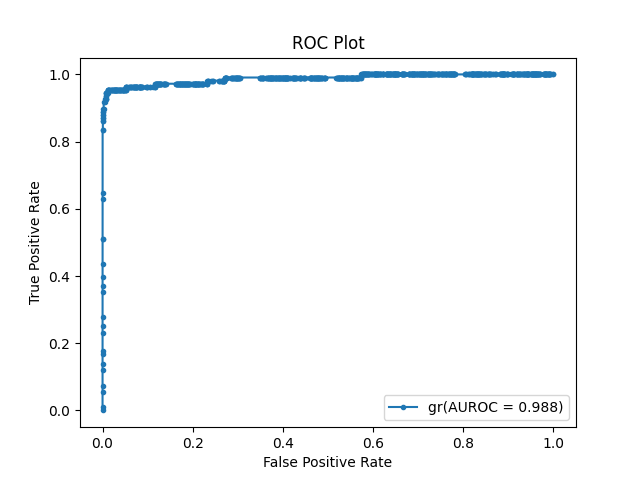 ROC Plot
True Positive Rate
1.0
0.8
0.6
0.4
0.2
0.0
gr(AUROC = 0.988)
0.0 0.2 0.4 0.6 0.8 1.0
False Positive Rate